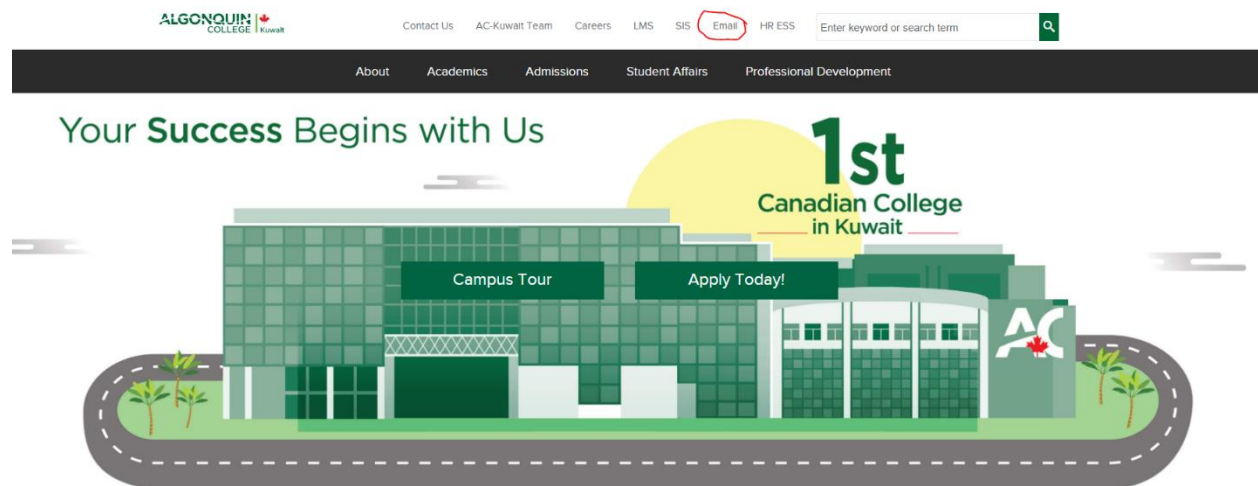 ALGONQUIN
COLLEGE Kuwait
Contact Us AC-Kuwait Team Careers LMS SIS Email HR ESS Enter keyword or search term
About Academics Admissions Student Affairs Professional Development
Your Success Begins with Us
1st
Canadian College
in Kuwait
Campus Tour Apply Today!
AC